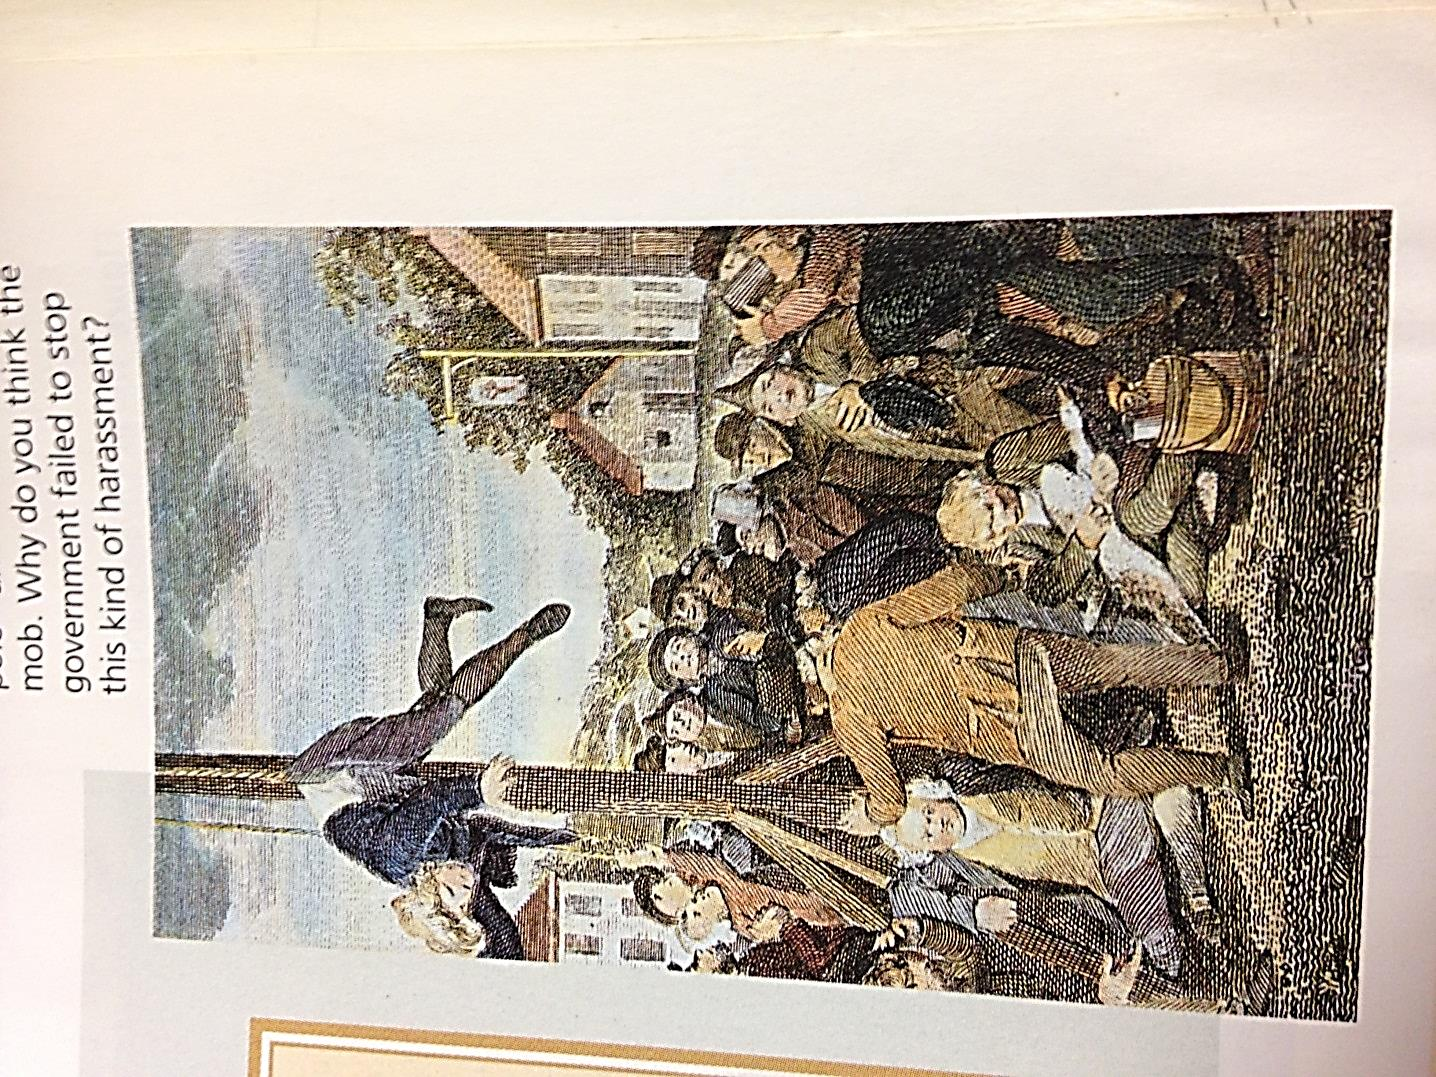 mob. Why do you think the
government failed to stop
this kind of harassment?